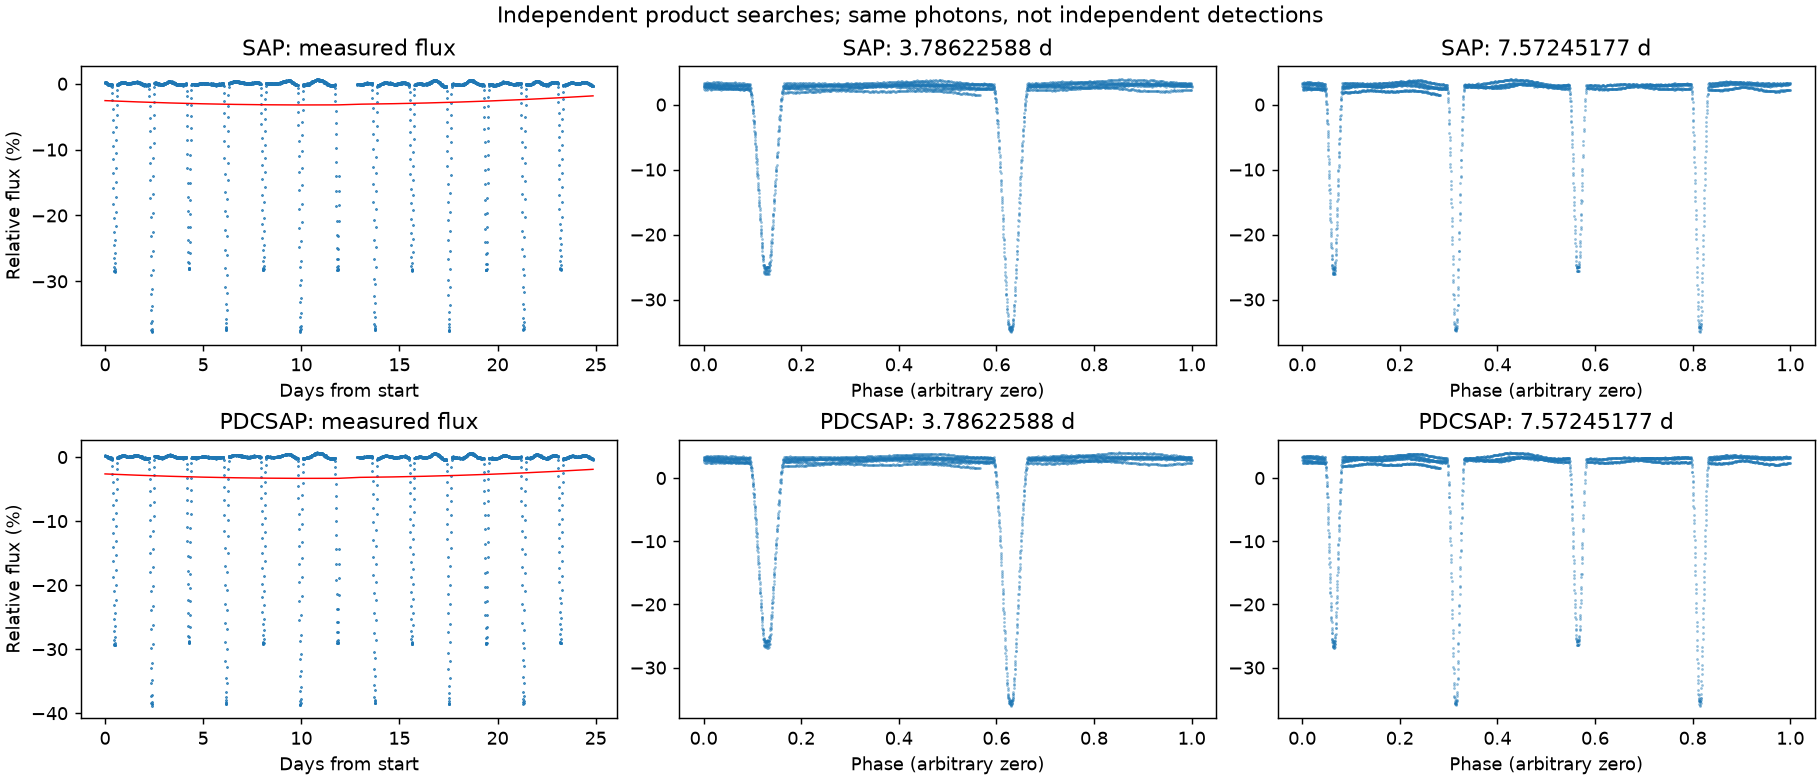 Independent product searches; same photons, not independent detections
SAP: measured flux
SAP: 3.78622588 d
SAP: 7.57245177 d
Relative flux (%)
0
−10
−20
−30
0
−10
−20
−30
0
−10
−20
−30
0 5 10 15 20 25
0.0 0.2 0.4 0.6 0.8 1.0
0.0 0.2 0.4 0.6 0.8 1.0
Days from start
Phase (arbitrary zero)
Phase (arbitrary zero)
PDCSAP: measured flux
PDCSAP: 3.78622588 d
PDCSAP: 7.57245177 d
Relative flux (%)
0
−10
−20
−30
−40
0
−10
−20
−30
0
−10
−20
−30
0 5 10 15 20 25
0.0 0.2 0.4 0.6 0.8 1.0
0.0 0.2 0.4 0.6 0.8 1.0
Days from start
Phase (arbitrary zero)
Phase (arbitrary zero)